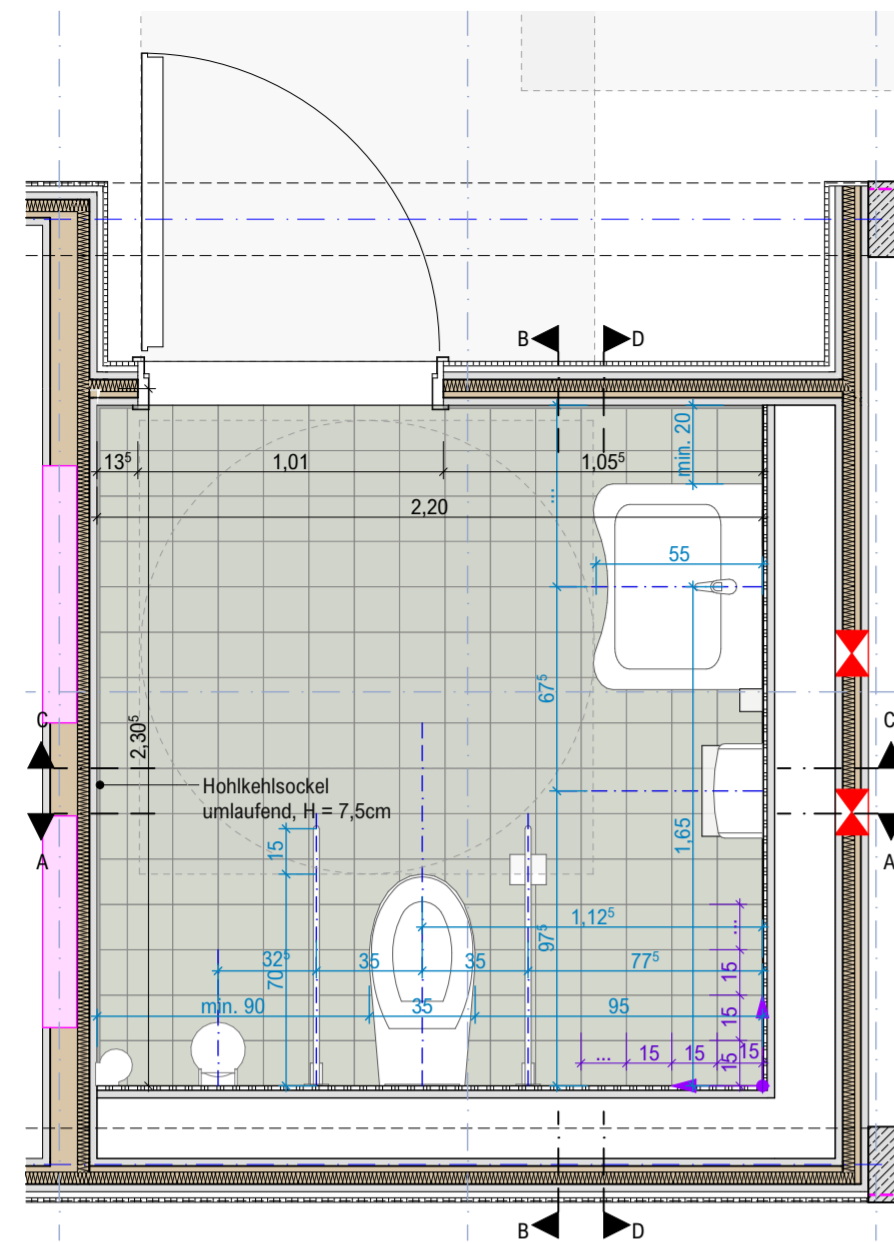 B D
min. 20
13⁵ 1,01 1,05⁵
...
2,20
55
67⁵
C C
2,30⁵
Hohlkehlsockel
umlaufend, H = 7,5cm
1,65
A A
15
1,12⁵
...
97⁵
32⁵ 35 35 77⁵
15
70⁵
min. 90 35 95
15
... 15 15 15
15
B D